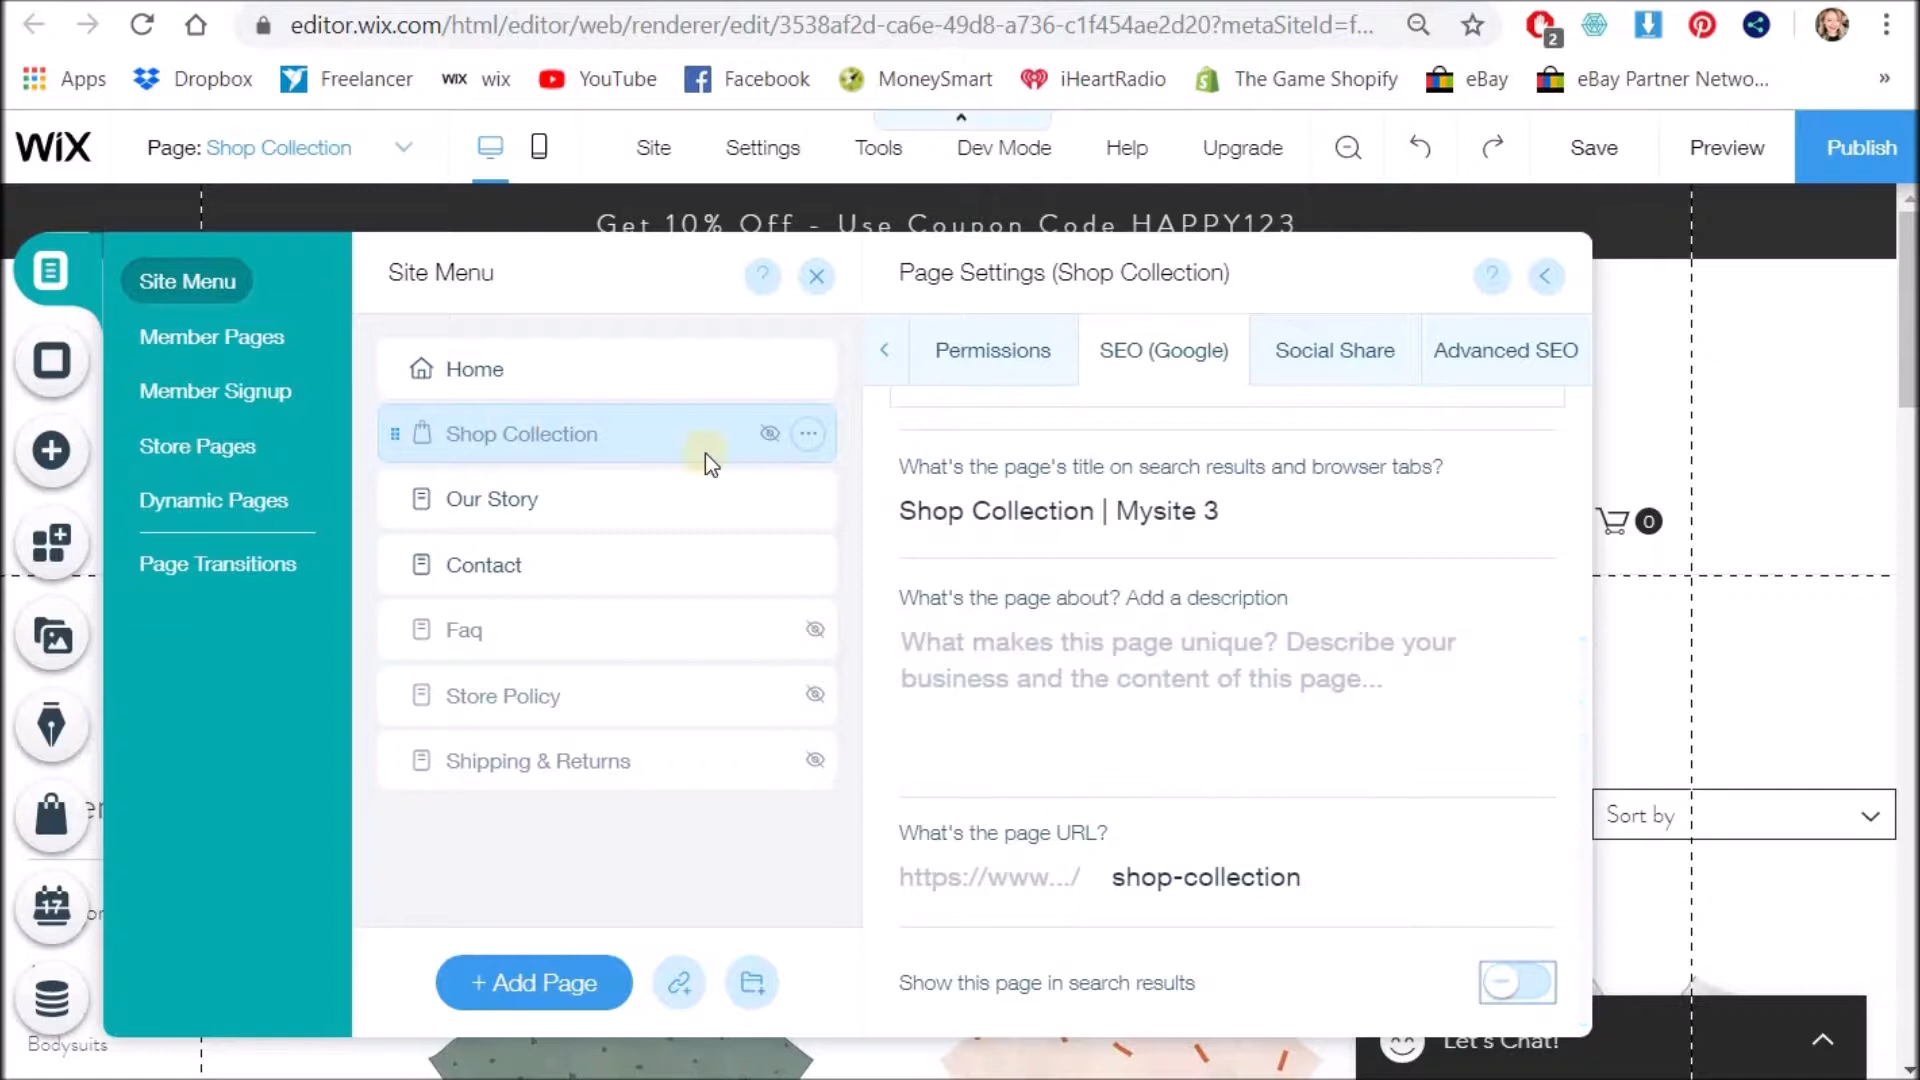 editor.wix.com/html/editor/web/renderer/edit/3538af2d-ca6e-49d8-a736-c1f454ae2d20?metaSiteId=f...
2
Apps
Dropbox
Freelancer
WIX wix
YouTube
Facebook
MoneySmart
iHeartRadio
The Game Shopify
eBay
eBay Partner Netwo...
»
WiX
Page: Shop Collection
Site
Settings
Tools
Dev Mode
Help
Upgrade
Save
Preview
Publish
Get 10% Off - Use Coupon Code HAPPY123
Site Menu
Member Pages
Member Signup
Store Pages
Dynamic Pages
Page Transitions
Site Menu
?
Home
Shop Collection
Our Story
Contact
Faq
Store Policy
Shipping & Returns
+ Add Page
Page Settings (Shop Collection)
?
Permissions
SEO (Google)
Social Share
Advanced SEO
What's the page's title on search results and browser tabs?
Shop Collection | Mysite 3
What's the page about? Add a description
What makes this page unique? Describe your
business and the content of this page...
What's the page URL?
https://www.../ shop-collection
Show this page in search results
0
Sort by
17
Bodysuits
Let's Chat!